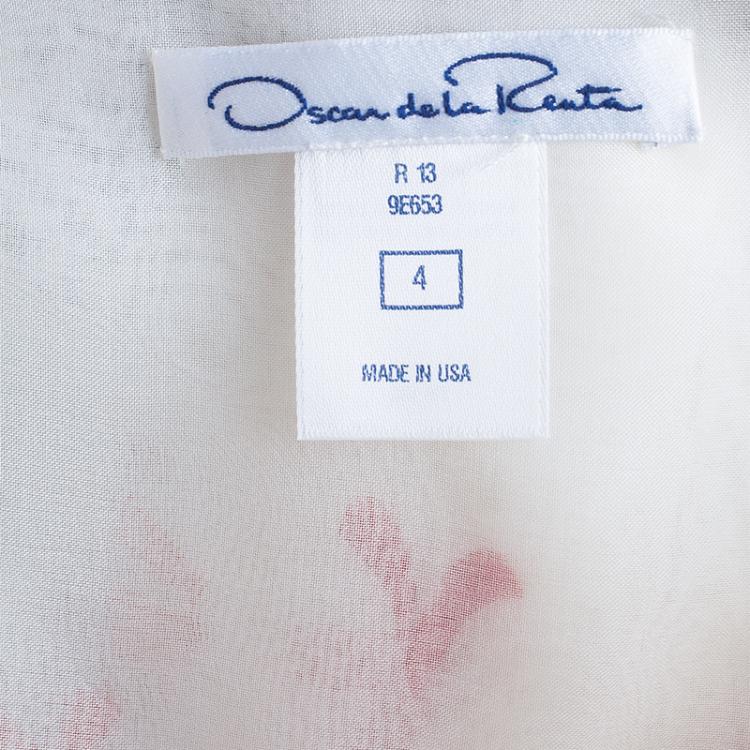 Oscar de la Renta
R 13
9E653
4
MADE IN USA